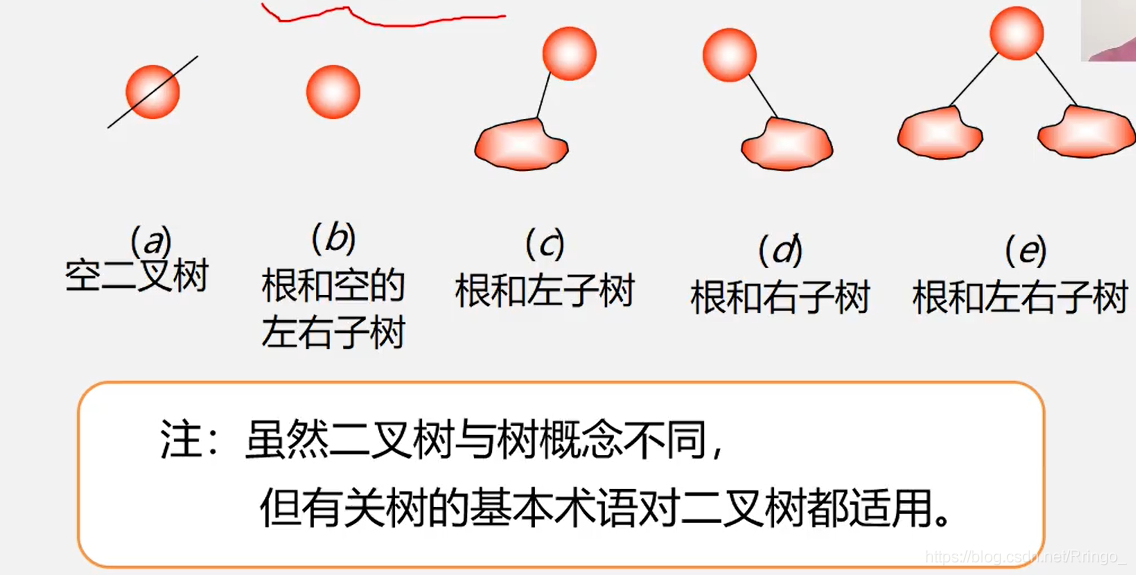 (a)
空二叉树
(b)
根和空的
左右子树
(c)
根和左子树
(d)
根和右子树
(e)
根和左右子树
注：虽然二叉树与树概念不同，
但有关树的基本术语对二叉树都适用。
https://blog.csdn.net/Rringo_